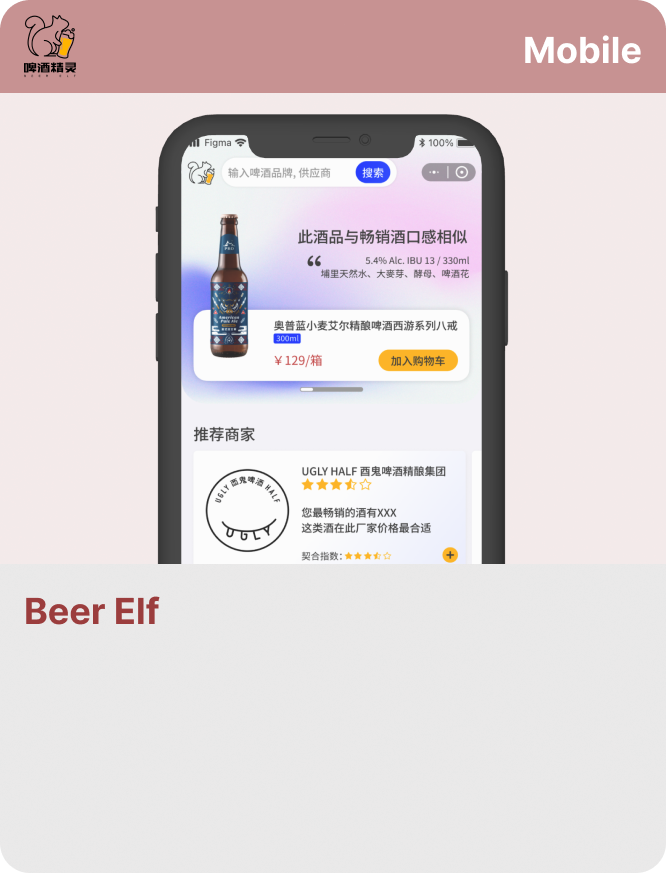 啤酒精灵
BEER ELF
Mobile
Figma
100%
输入啤酒品牌, 供应商
搜索
此酒品与畅销酒口感相似
“
5.4% Alc. IBU 13 / 330ml
埔里天然水、大麥芽、酵母、啤酒花
American
Pale Ale
奥普蓝小麦艾尔精酿啤酒西游系列八戒
300ml
￥129/箱
加入购物车
推荐商家
UGLY 酉鬼啤酒 HALF
UGLY
UGLY HALF 酉鬼啤酒精酿集团
您最畅销的酒有XXX
这类酒在此厂家价格最合适
契合指数：
Beer Elf